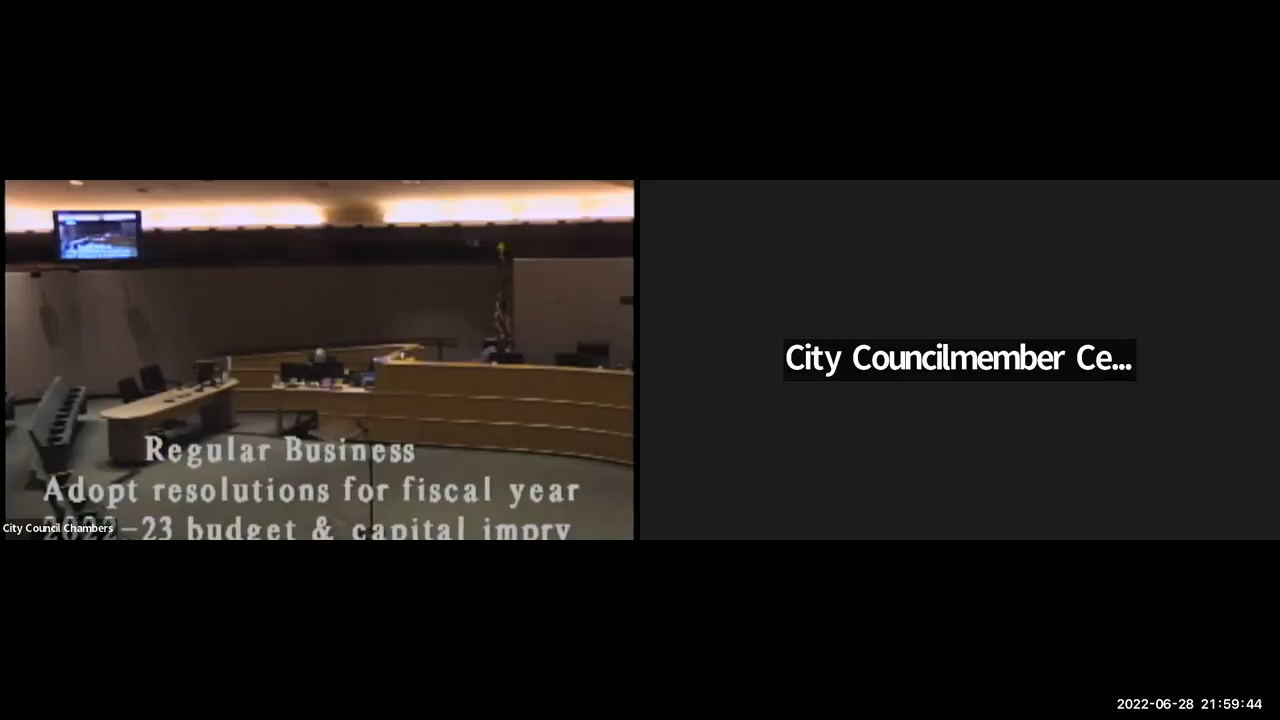 Regular Business
Adopt resolutions for fiscal year
2022-23 budget & capital impry
City Council Chambers
City Councilmember Ce...
2022-06-28 21:59:44